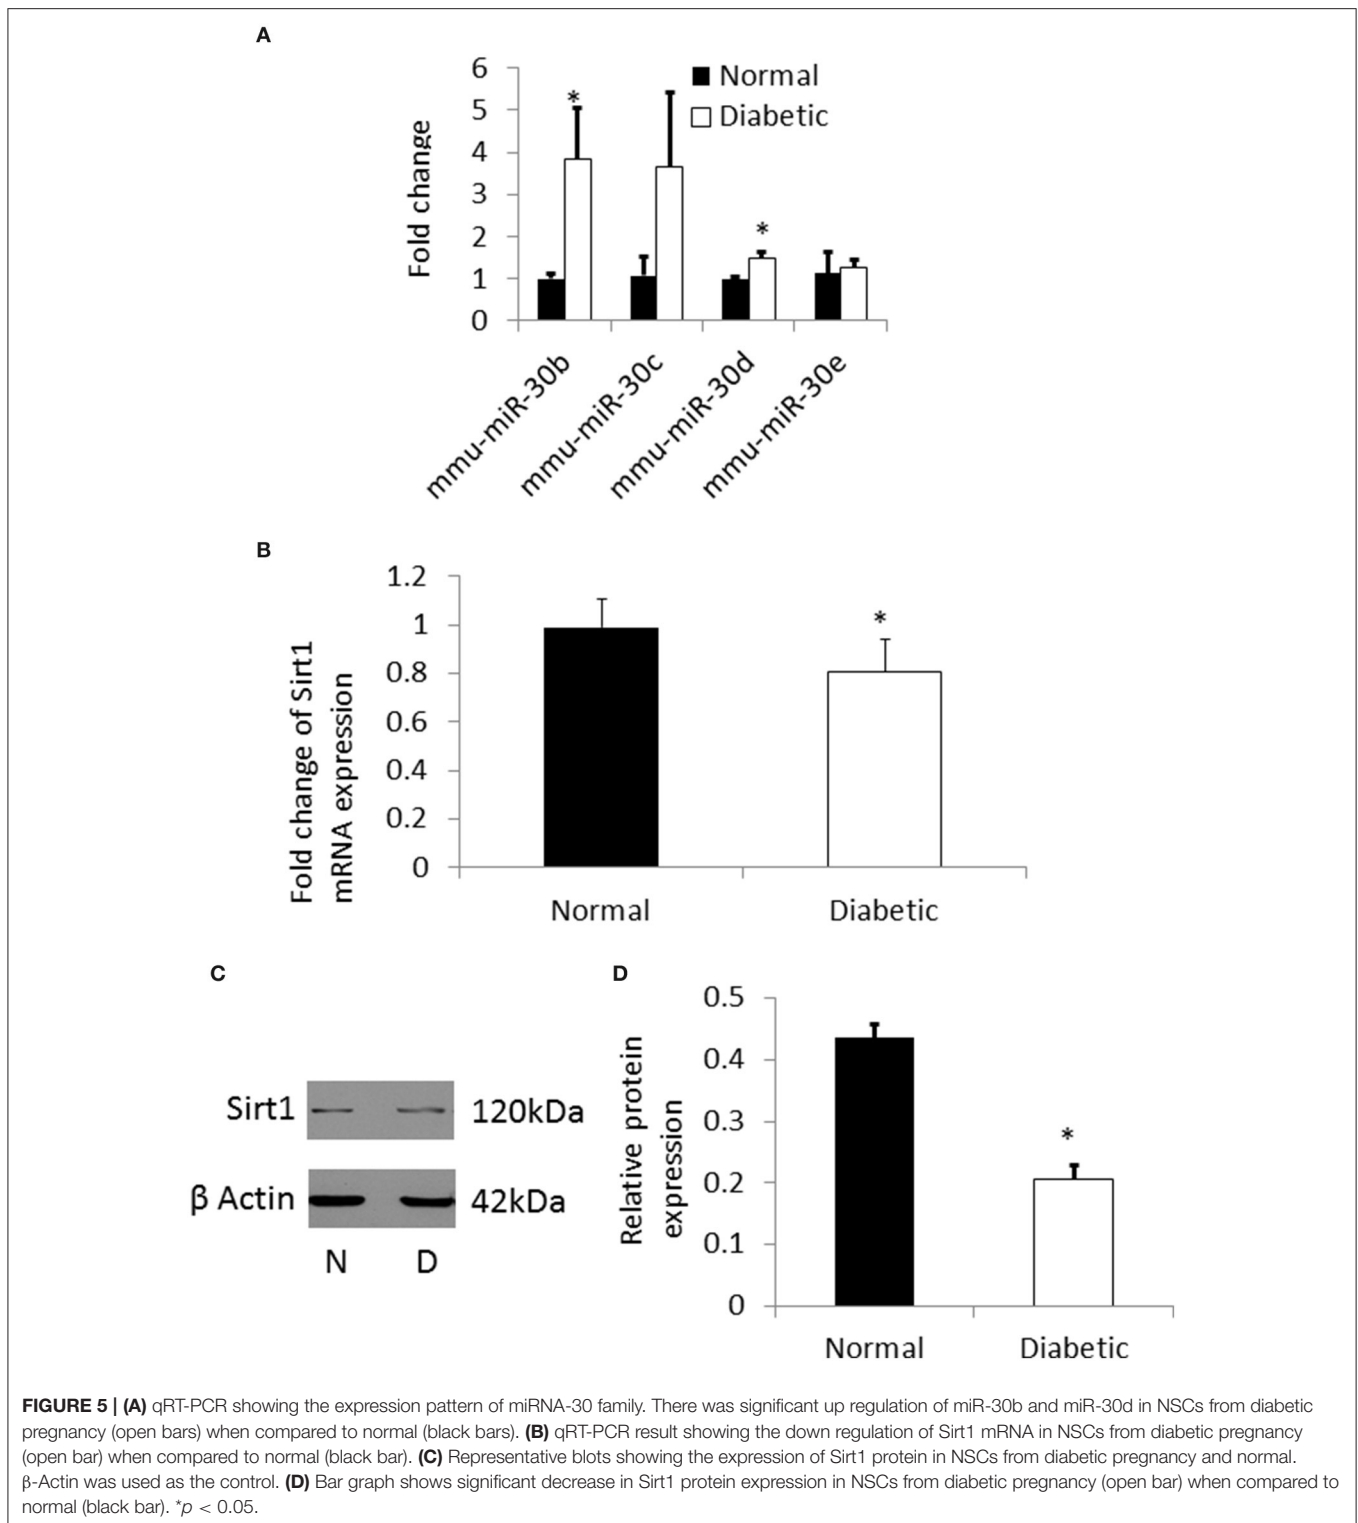 A
6
5
4
3
2
1
0
Fold change
Normal
Diabetic
*
*
mmu-miR-30b
mmu-miR-30c
mmu-miR-30d
mmu-miR-30e
B
1.2
1
0.8
0.6
0.4
0.2
0
Fold change of Sirt1
mRNA expression
*
Normal
Diabetic
C
Sirt1
120kDa
β Actin
42kDa
N
D
D
0.5
0.4
0.3
0.2
0.1
0
Relative protein
expression
*
Normal
Diabetic
FIGURE 5 | (A) qRT-PCR showing the expression pattern of miRNA-30 family. There was significant up regulation of miR-30b and miR-30d in NSCs from diabetic
pregnancy (open bars) when compared to normal (black bars). (B) qRT-PCR result showing the down regulation of Sirt1 mRNA in NSCs from diabetic pregnancy
(open bar) when compared to normal (black bar). (C) Representative blots showing the expression of Sirt1 protein in NSCs from diabetic pregnancy and normal.
β-Actin was used as the control. (D) Bar graph shows significant decrease in Sirt1 protein expression in NSCs from diabetic pregnancy (open bar) when compared to
normal (black bar). *p < 0.05.